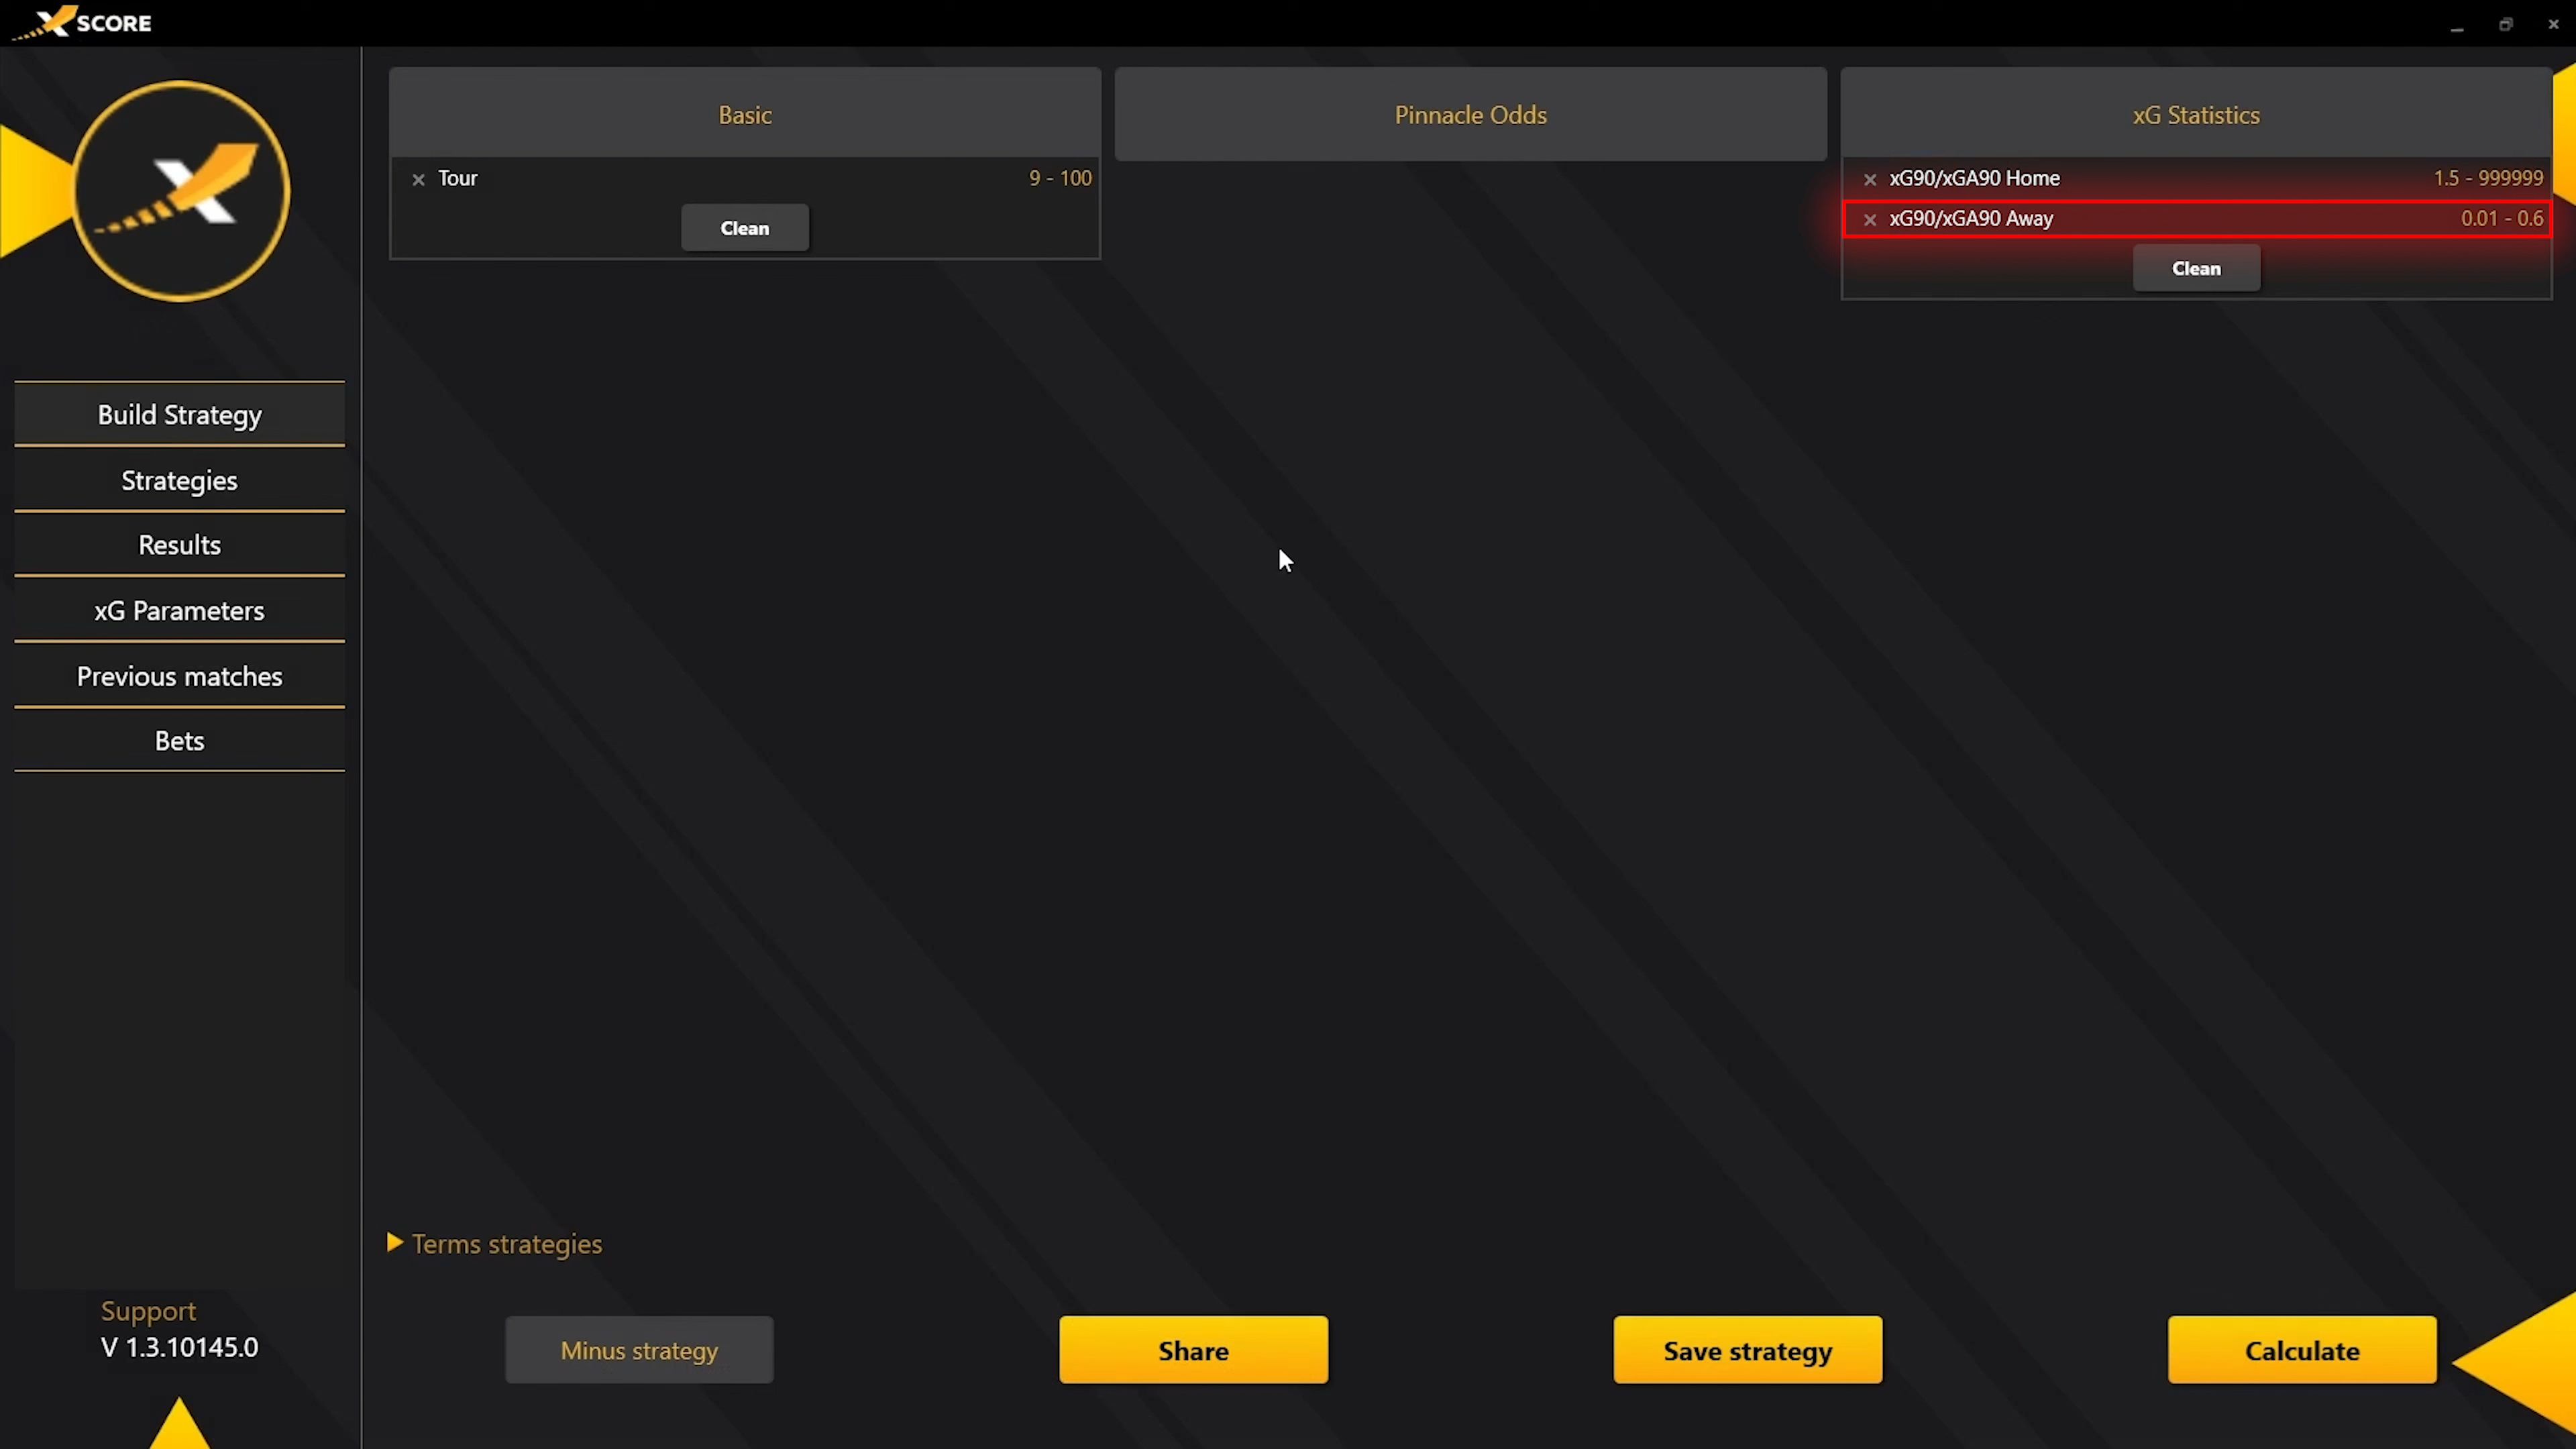 XSCORE
Basic
Pinnacle Odds
xG Statistics
Tour 9 - 100
Clean
xG90/xGA90 Home 1.5 - 999999
xG90/xGA90 Away 0.01 - 0.6
Clean
Build Strategy
Strategies
Results
xG Parameters
Previous matches
Bets
Terms strategies
Support
V 1.3.10145.0
Minus strategy
Share
Save strategy
Calculate